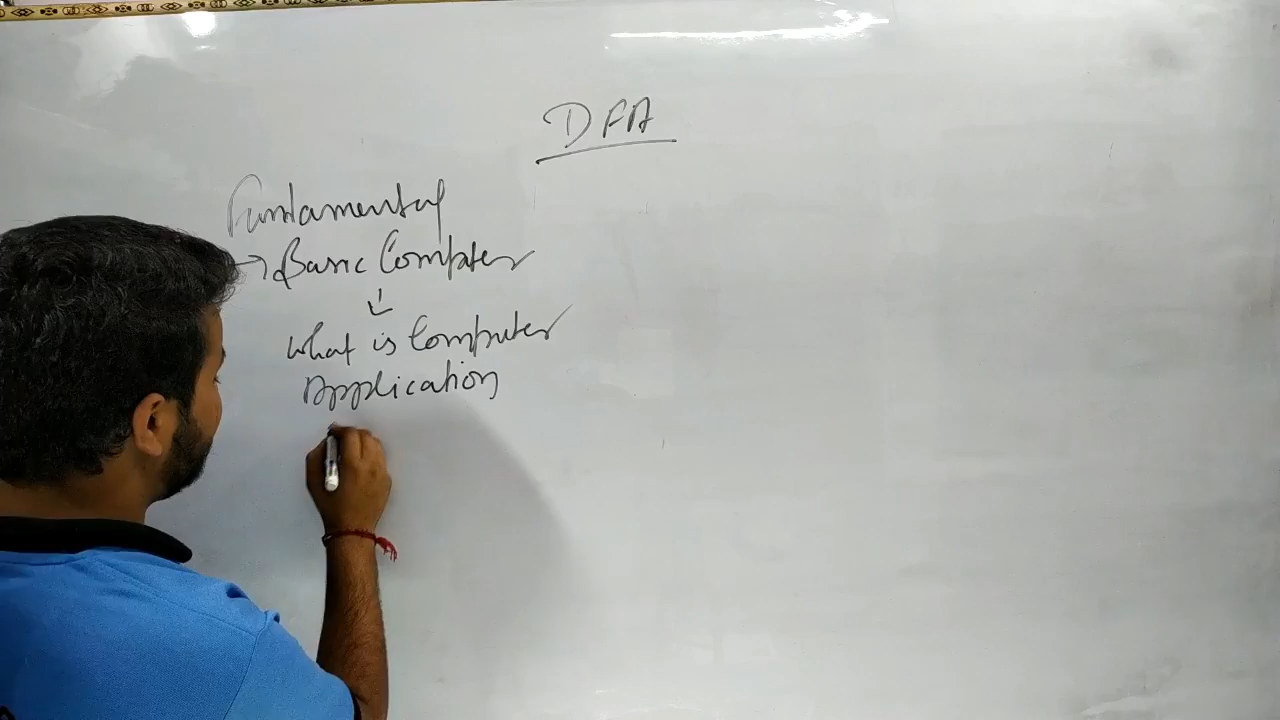 DFA
Fundamental
→ Basic Computer
↓
What is Computer
Application